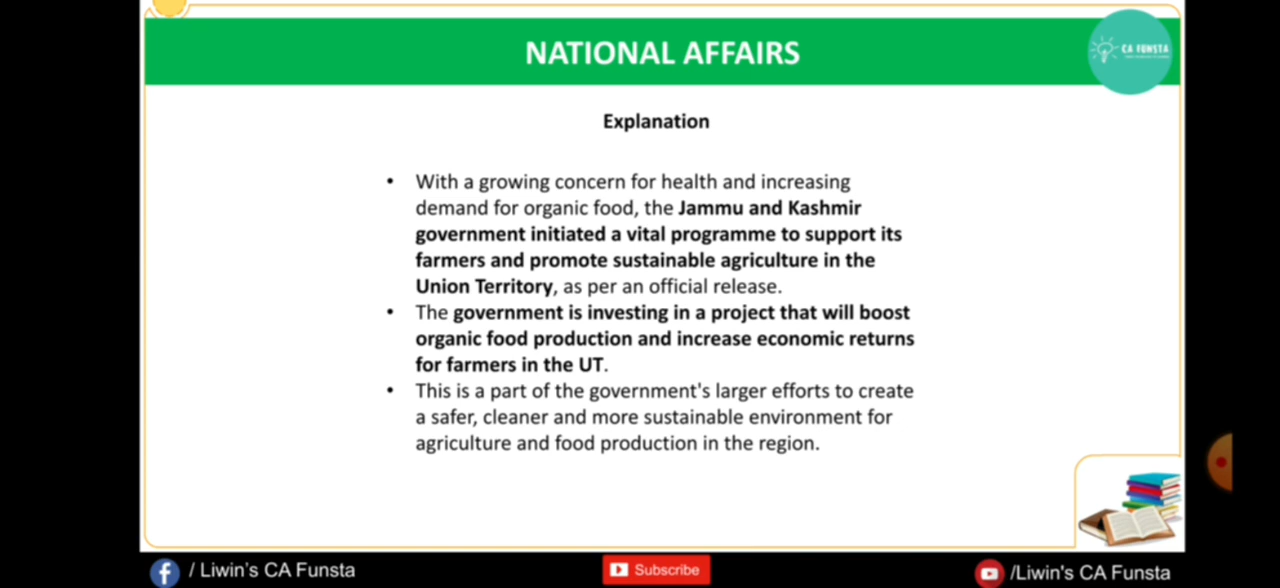 NATIONAL AFFAIRS
CA FUNSTA
Explanation
• With a growing concern for health and increasing
demand for organic food, the Jammu and Kashmir
government initiated a vital programme to support its
farmers and promote sustainable agriculture in the
Union Territory, as per an official release.
• The government is investing in a project that will boost
organic food production and increase economic returns
for farmers in the UT.
• This is a part of the government's larger efforts to create
a safer, cleaner and more sustainable environment for
agriculture and food production in the region.
/ Liwin's CA Funsta
Subscribe
/Liwin's CA Funsta